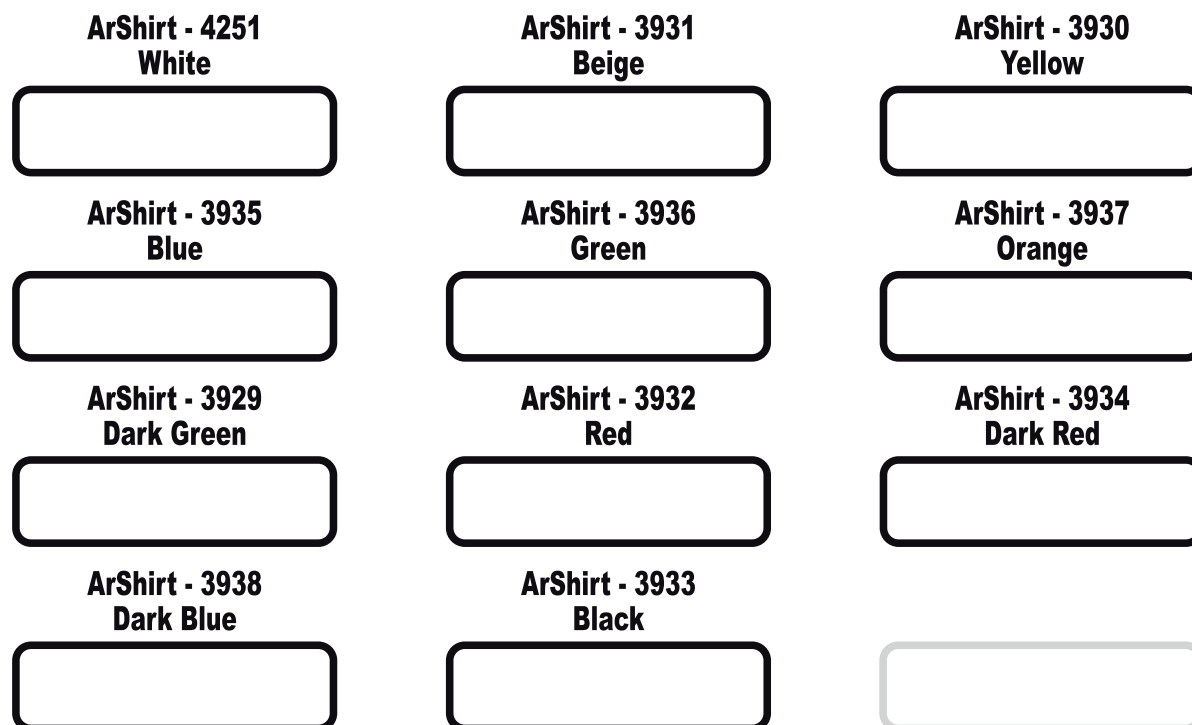 ArShirt - 4251
White
ArShirt - 3931
Beige
ArShirt - 3930
Yellow
ArShirt - 3935
Blue
ArShirt - 3936
Green
ArShirt - 3937
Orange
ArShirt - 3929
Dark Green
ArShirt - 3932
Red
ArShirt - 3934
Dark Red
ArShirt - 3938
Dark Blue
ArShirt - 3933
Black